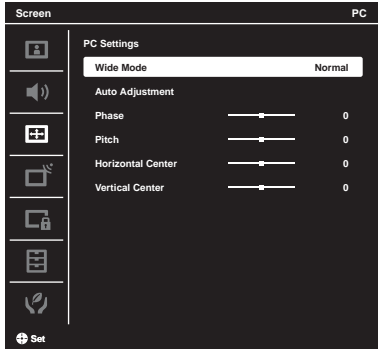 Screen PC
PC Settings
Wide Mode Normal
Auto Adjustment
Phase 0
Pitch 0
Horizontal Center 0
Vertical Center 0
Set